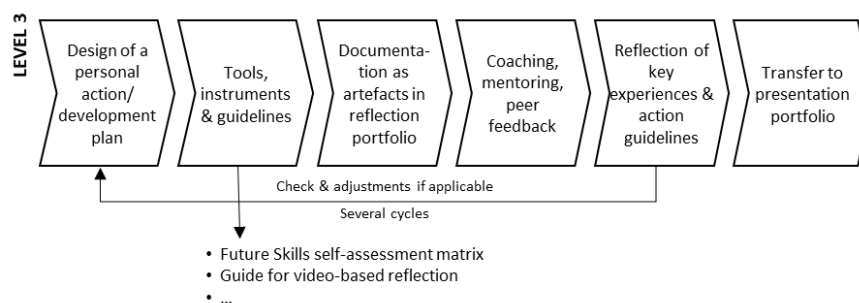 LEVEL 3
Design of a
personal
action/
development
plan
Tools,
instruments
& guidelines
Documenta-
tion as
artefacts in
reflection
portfolio
Coaching,
mentoring,
peer
feedback
Reflection of
key
experiences &
action
guidelines
Transfer to
presentation
portfolio
Check & adjustments if applicable
Several cycles
• Future Skills self-assessment matrix
• Guide for video-based reflection
• ...